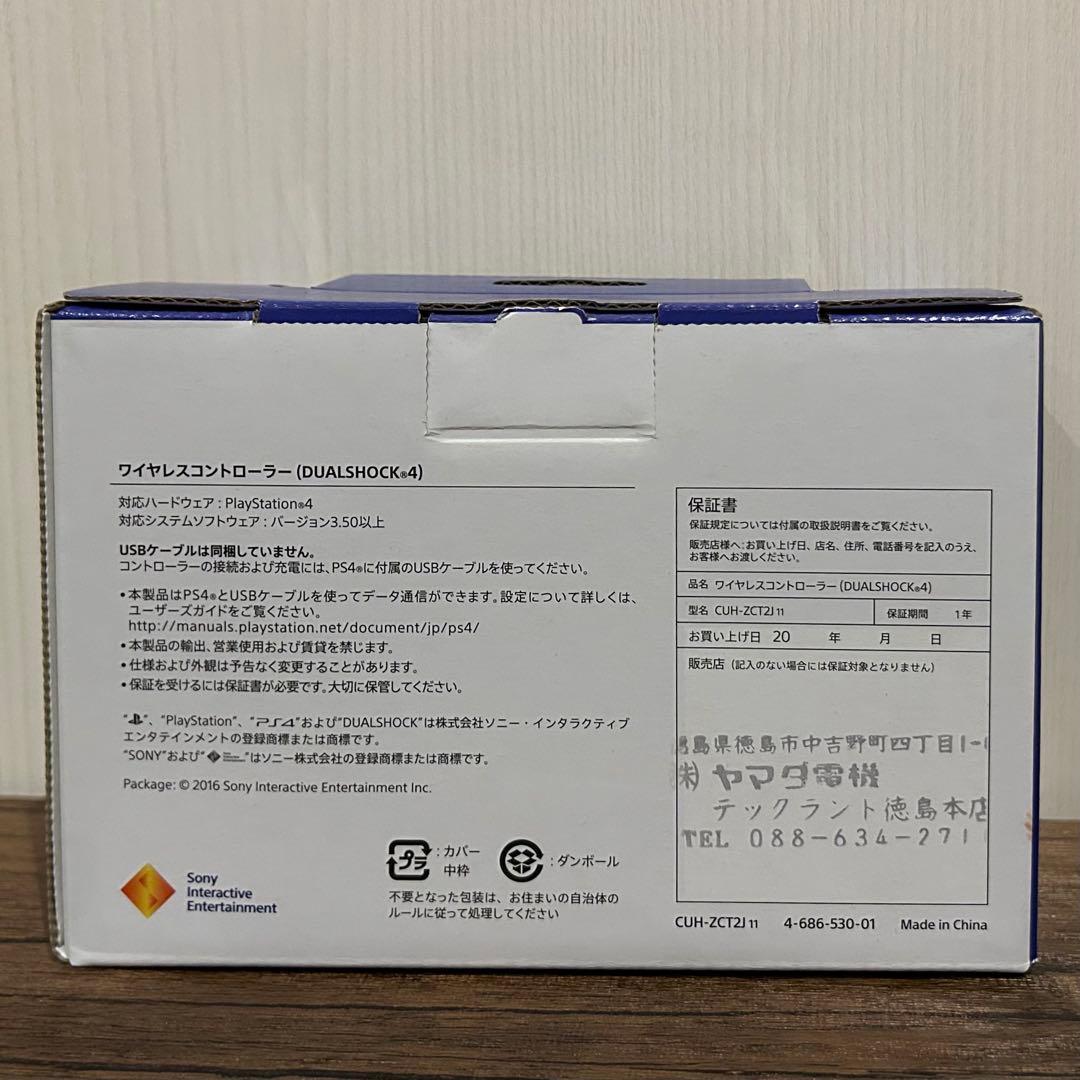 ワイヤレスコントローラー (DUALSHOCK®4)
対応ハードウェア : PlayStation®4
対応システムソフトウェア : バージョン3.50以上
USBケーブルは同梱していません。
コントローラーの接続および充電には、PS4®に付属のUSBケーブルを使ってください。
•本製品はPS4®とUSBケーブルを使ってデータ通信ができます。設定について詳しくは、
ユーザーズガイドをご覧ください。
http://manuals.playstation.net/document/jp/ps4/
•本製品の輸出、営業使用および賃貸を禁じます。
•仕様および外観は予告なく変更することがあります。
•保証を受けるには保証書が必要です。大切に保管してください。
“ ”、“PlayStation”、“PS4”および“DUALSHOCK”は株式会社ソニー・インタラクティブ
エンタテインメントの登録商標または商標です。
“SONY”および“ ”はソニー株式会社の登録商標または商標です。
Package: © 2016 Sony Interactive Entertainment Inc.
Sony
Interactive
Entertainment
プラ : カバー
中枠
: ダンボール
不要となった包装は、お住まいの自治体の
ルールに従って処理してください
保証書
保証規定については付属の取扱説明書をご覧ください。
販売店様へ:お買い上げ日、店名、住所、電話番号を記入のうえ、
お客様へお渡しください。
品名 ワイヤレスコントローラー (DUALSHOCK®4)
型名 CUH-ZCT2J 11 保証期間 1年
お買い上げ日 20 年 月 日
販売店 (記入のない場合には保証対象となりません)
島県徳島市中吉野町四丁目1-
㈱ ヤマダ電機
テックラント徳島本店
TEL 088-634-271
CUH-ZCT2J 11 4-686-530-01 Made in China